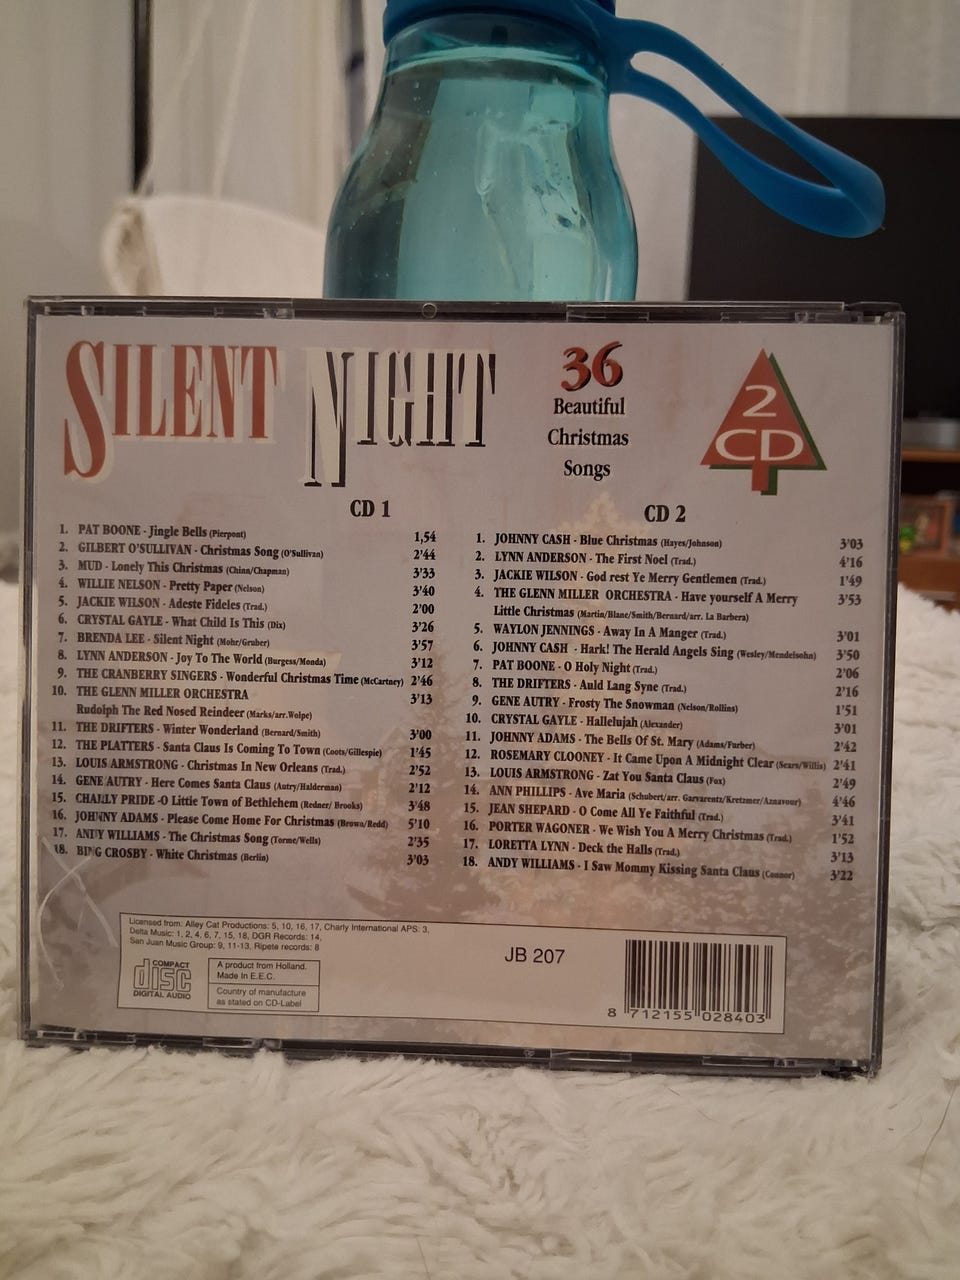 SILENT NIGHT
36
Beautiful
Christmas
Songs
2
CD
CD 1
1. PAT BOONE - Jingle Bells (Pierpont) 1,54
2. GILBERT O'SULLIVAN - Christmas Song (O'Sullivan) 2'44
3. MUD - Lonely This Christmas (Chinn/Chapman) 3'33
4. WILLIE NELSON - Pretty Paper (Nelson) 3'40
5. JACKIE WILSON - Adeste Fideles (Trad.) 2'00
6. CRYSTAL GAYLE - What Child Is This (Dix) 3'26
7. BRENDA LEE - Silent Night (Mohr/Gruber) 3'57
8. LYNN ANDERSON - Joy To The World (Burgess/Monda) 3'12
9. THE CRANBERRY SINGERS - Wonderful Christmas Time (McCartney) 2'46
10. THE GLENN MILLER ORCHESTRA 3'13
Rudolph The Red Nosed Reindeer (Marks/arr.Wolpe)
11. THE DRIFTERS - Winter Wonderland (Bernard/Smith) 3'00
12. THE PLATTERS - Santa Claus Is Coming To Town (Coots/Gillespie) 1'45
13. LOUIS ARMSTRONG - Christmas In New Orleans (Trad.) 2'52
14. GENE AUTRY - Here Comes Santa Claus (Autry/Halderman) 2'12
15. CHARLY PRIDE -O Little Town of Bethlehem (Redner/ Brooks) 3'48
16. JOHNNY ADAMS - Please Come Home For Christmas (Brown/Redd) 5'10
17. ANDY WILLIAMS - The Christmas Song (Torme/Wells) 2'35
18. BING CROSBY - White Christmas (Berlin) 3'03
CD 2
1. JOHNNY CASH - Blue Christmas (Hayes/Johnson) 3'03
2. LYNN ANDERSON - The First Noel (Trad.) 4'16
3. JACKIE WILSON - God rest Ye Merry Gentlemen (Trad.) 1'49
4. THE GLENN MILLER ORCHESTRA - Have yourself A Merry 3'53
Little Christmas (Martin/Blane/Smith/Bernard/arr. La Barbera)
5. WAYLON JENNINGS - Away In A Manger (Trad.) 3'01
6. JOHNNY CASH - Hark! The Herald Angels Sing (Wesley/Mendelsohn) 3'50
7. PAT BOONE - O Holy Night (Trad.) 2'06
8. THE DRIFTERS - Auld Lang Syne (Trad.) 2'16
9. GENE AUTRY - Frosty The Snowman (Nelson/Rollins) 1'51
10. CRYSTAL GAYLE - Hallelujah (Alexander) 3'01
11. JOHNNY ADAMS - The Bells Of St. Mary (Adams/Furber) 2'42
12. ROSEMARY CLOONEY - It Came Upon A Midnight Clear (Sears/Willis) 2'41
13. LOUIS ARMSTRONG - Zat You Santa Claus (Fox) 2'49
14. ANN PHILLIPS - Ave Maria (Schubert/arr. Garvarentz/Kretzmer/Aznavour) 4'46
15. JEAN SHEPARD - O Come All Ye Faithful (Trad.) 3'41
16. PORTER WAGONER - We Wish You A Merry Christmas (Trad.) 1'52
17. LORETTA LYNN - Deck the Halls (Trad.) 3'13
18. ANDY WILLIAMS - I Saw Mommy Kissing Santa Claus (Connor) 3'22
Licensed from: Alley Cat Productions: 5, 10, 16, 17, Charly International APS: 3,
Delta Music: 1, 2, 4, 6, 7, 15, 18, DGR Records: 14,
San Juan Music Group: 9, 11-13, Ripete records: 8
COMPACT
disc
DIGITAL AUDIO
A product from Holland.
Made In E.E.C.
Country of manufacture
as stated on CD-Label
JB 207
8 712155 028403